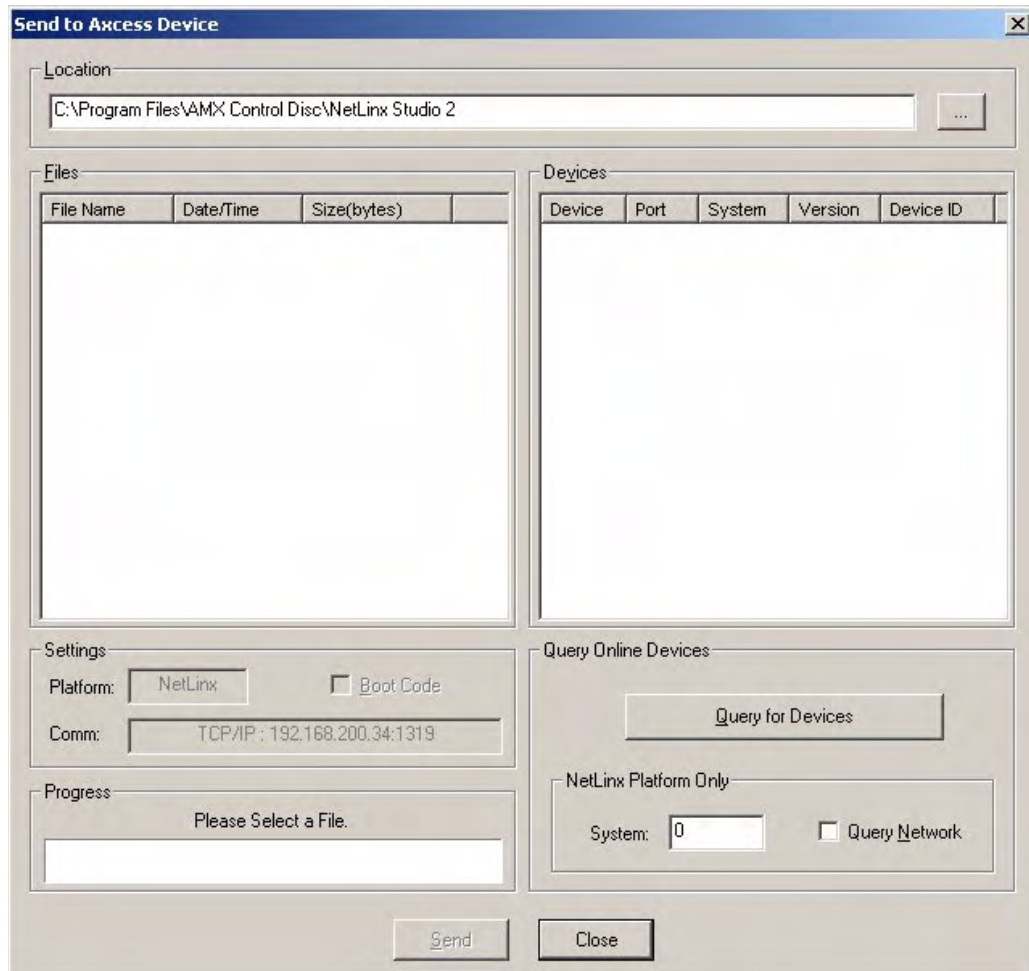 Send to Axcess Device
Location
C:\Program Files\AMX Control Disc\NetLinx Studio 2
...
Files
File Name Date/Time Size(bytes)
Devices
Device Port System Version Device ID
Settings
Platform: NetLinx Boot Code
Comm: TCP/IP : 192.168.200.34:1319
Progress
Please Select a File.
Query Online Devices
Query for Devices
NetLinx Platform Only
System: 0 Query Network
Send Close